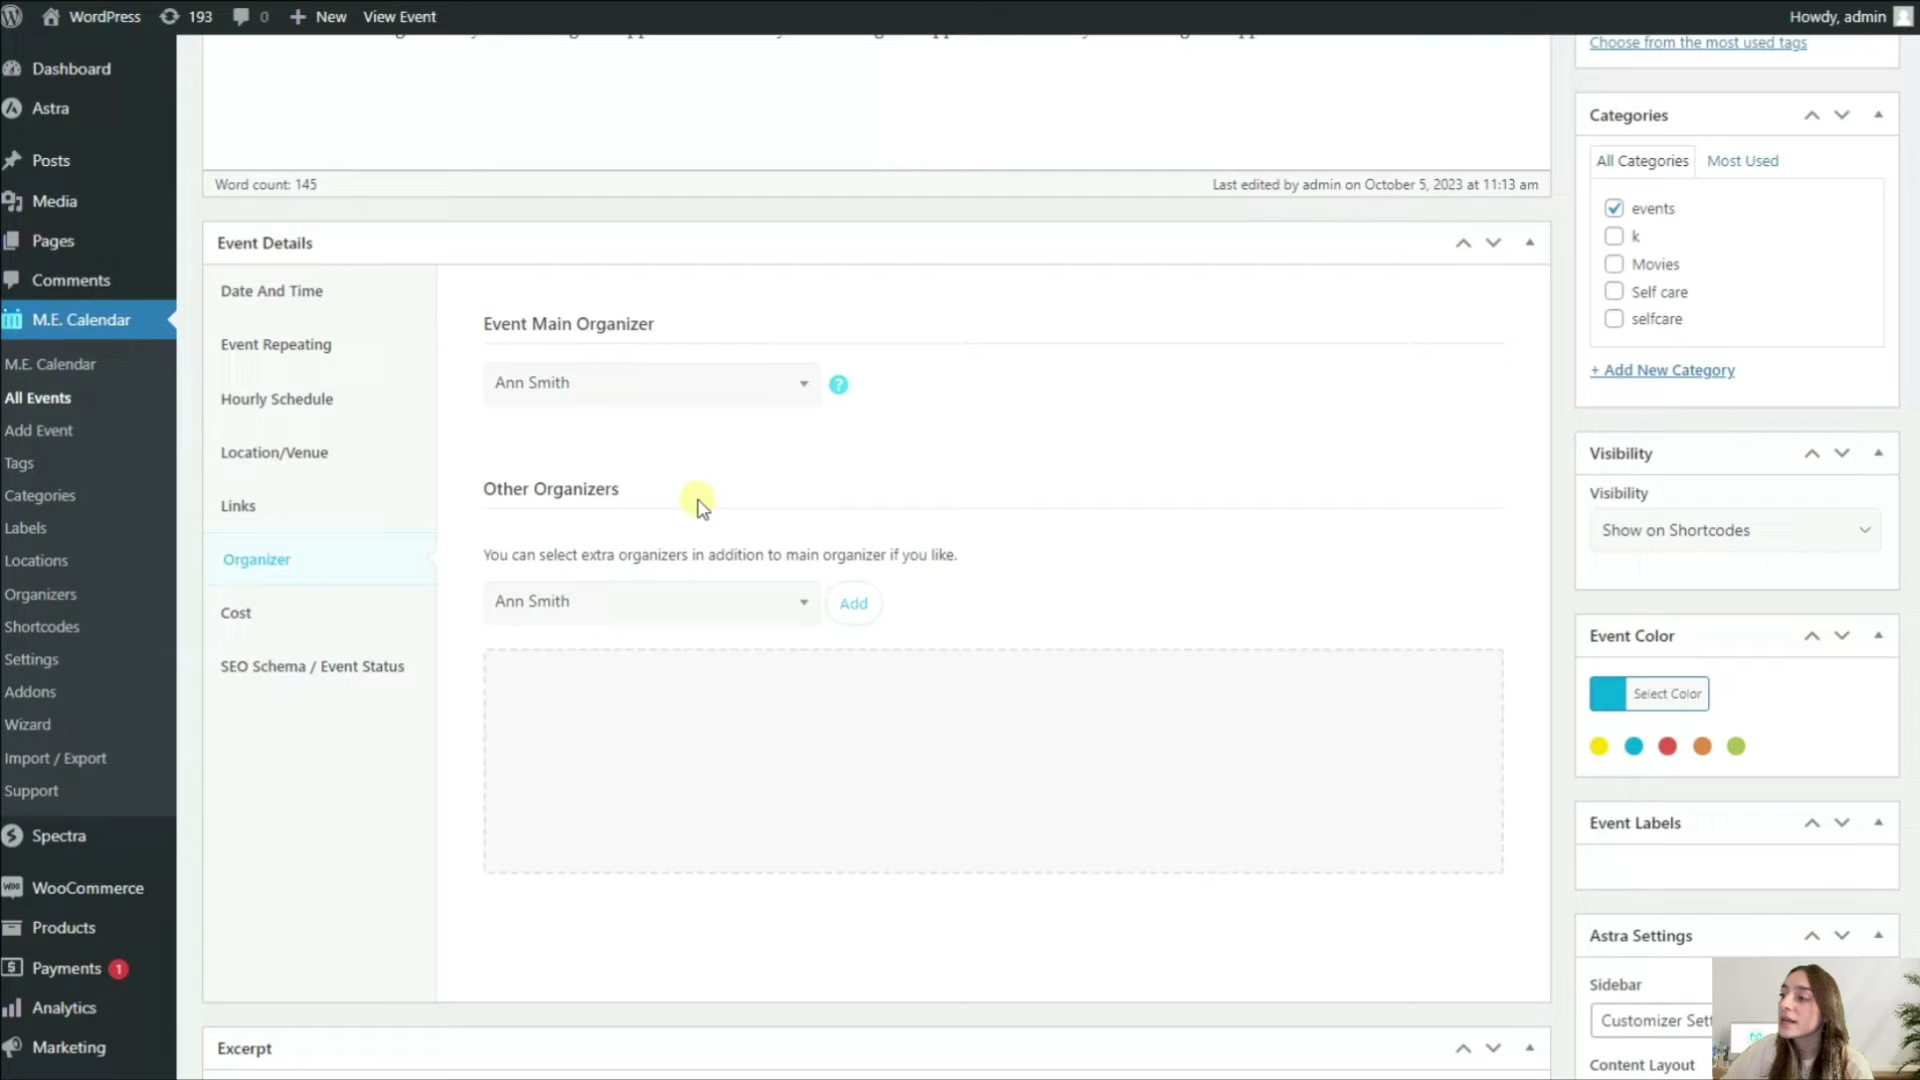 WordPress
193
0
New
View Event
Howdy, admin
Dashboard
Astra
Posts
Media
Pages
Comments
M.E. Calendar
M.E. Calendar
All Events
Add Event
Tags
Categories
Labels
Locations
Organizers
Shortcodes
Settings
Addons
Wizard
Import / Export
Support
Spectra
WooCommerce
Products
Payments 1
Analytics
Marketing
Word count: 145
Last edited by admin on October 5, 2023 at 11:13 am
Event Details
Date And Time
Event Repeating
Hourly Schedule
Location/Venue
Links
Organizer
Cost
SEO Schema / Event Status
Event Main Organizer
Ann Smith
?
Other Organizers
You can select extra organizers in addition to main organizer if you like.
Ann Smith
Add
Excerpt
Choose from the most used tags
Categories
All Categories
Most Used
events
k
Movies
Self care
selfcare
+ Add New Category
Visibility
Visibility
Show on Shortcodes
Event Color
Select Color
Event Labels
Astra Settings
Sidebar
Customizer Sett
Content Layout